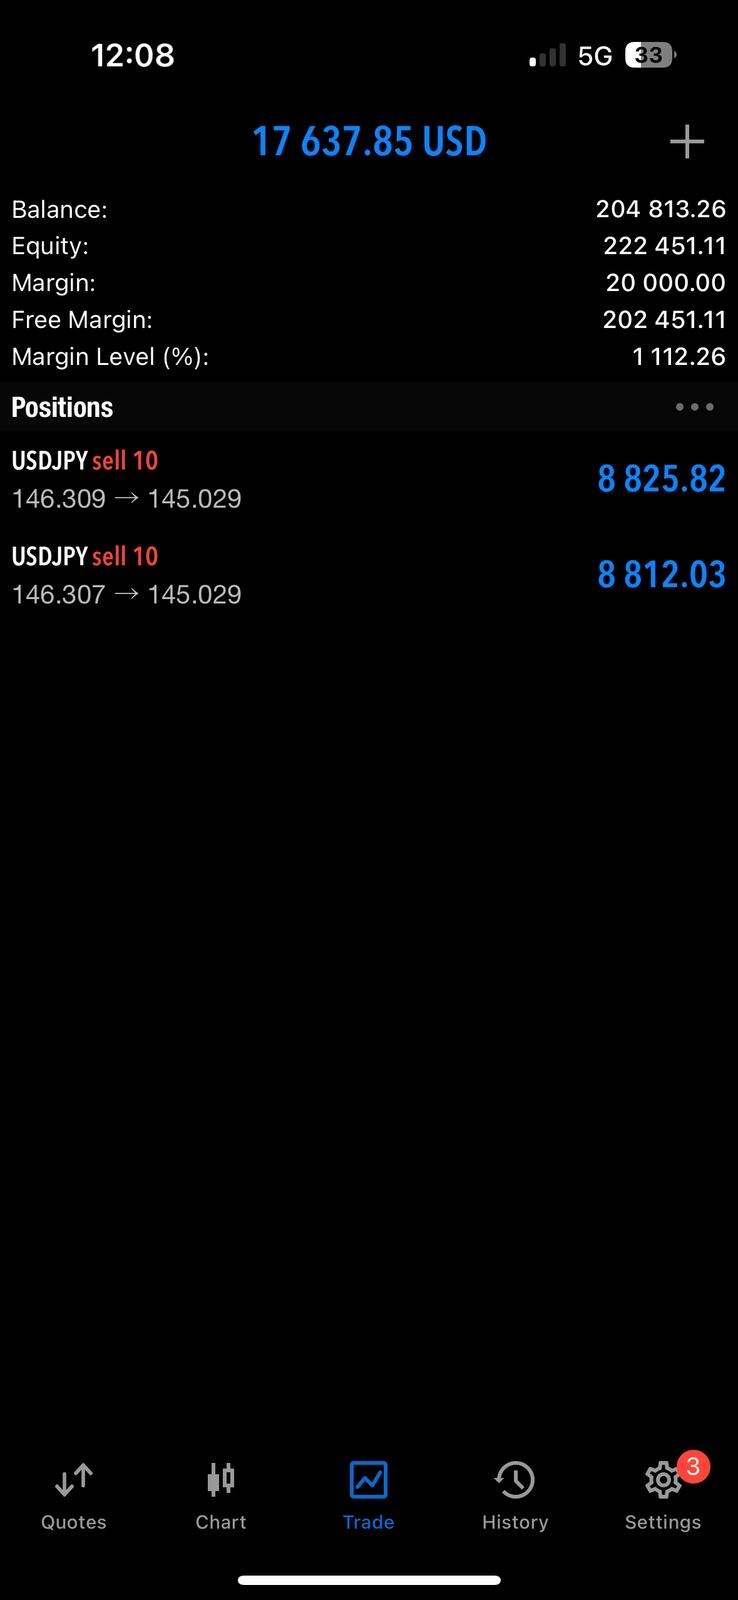 12:08 5G 33
17 637.85 USD
Balance: 204 813.26
Equity: 222 451.11
Margin: 20 000.00
Free Margin: 202 451.11
Margin Level (%): 1 112.26
Positions
USDJPY sell 10
146.309 → 145.029 8 825.82
USDJPY sell 10
146.307 → 145.029 8 812.03
3
Quotes Chart Trade History Settings